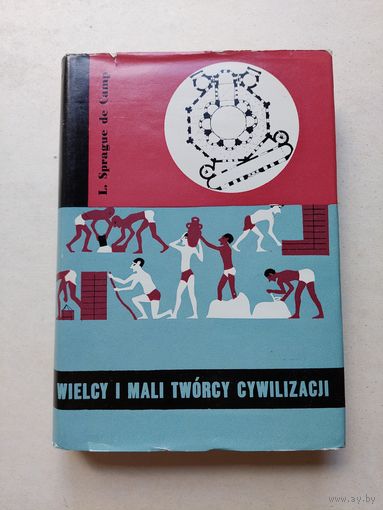 L. Sprague de Camp
WIELCY I MALI TWÓRCY CYWILIZACJI
www.ay.by